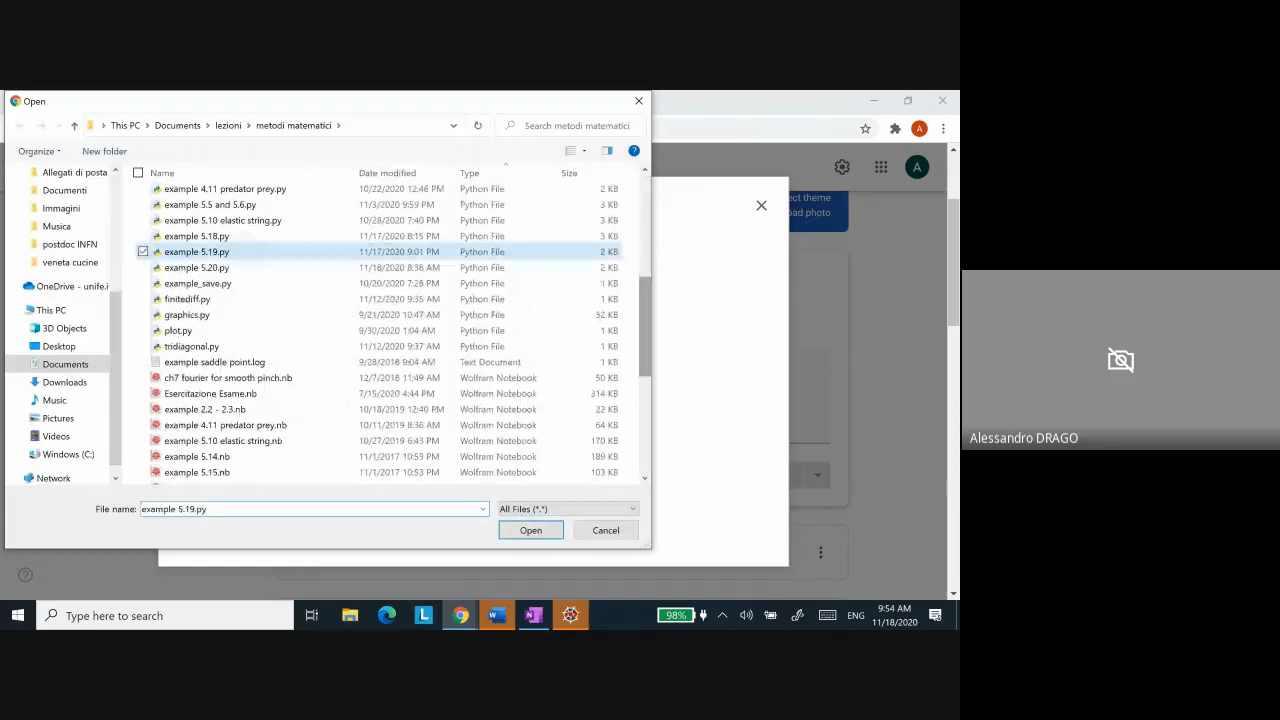 Open
This PC > Documents > lezioni > metodi matematici >
Search metodi matematici
Organize
New folder
Name Date modified Type Size
Allegati di posta
Documenti
Immagini
Musica
postdoc INFN
veneta cucine
OneDrive - unife.i
This PC
3D Objects
Desktop
Documents
Downloads
Music
Pictures
Videos
Windows (C:)
Network
example 4.11 predator prey.py 10/22/2020 12:46 PM Python File 2 KB
example 5.5 and 5.6.py 11/3/2020 9:59 PM Python File 3 KB
example 5.10 elastic string.py 10/28/2020 7:40 PM Python File 3 KB
example 5.18.py 11/17/2020 8:15 PM Python File 3 KB
example 5.19.py 11/17/2020 9:01 PM Python File 2 KB
example 5.20.py 11/18/2020 8:38 AM Python File 2 KB
example_save.py 10/20/2020 7:28 PM Python File 1 KB
finitediff.py 11/12/2020 9:35 AM Python File 1 KB
graphics.py 9/21/2020 10:47 AM Python File 32 KB
plot.py 9/30/2020 1:04 AM Python File 1 KB
tridiagonal.py 11/12/2020 9:37 AM Python File 1 KB
example saddle point.log 9/28/2018 9:04 AM Text Document 1 KB
ch7 fourier for smooth pinch.nb 12/7/2018 11:49 AM Wolfram Notebook 50 KB
Esercitazione Esame.nb 7/15/2020 4:44 PM Wolfram Notebook 314 KB
example 2.2 - 2.3.nb 10/18/2019 12:40 PM Wolfram Notebook 22 KB
example 4.11 predator prey.nb 10/11/2019 8:36 AM Wolfram Notebook 64 KB
example 5.10 elastic string.nb 10/27/2019 6:43 PM Wolfram Notebook 170 KB
example 5.14.nb 11/1/2017 10:53 PM Wolfram Notebook 189 KB
example 5.15.nb 11/1/2017 10:53 PM Wolfram Notebook 103 KB
File name: example 5.19.py
All Files (*.*)
Open
Cancel
A
A
ect theme
oad photo
Type here to search
98%
ENG
9:54 AM
11/18/2020
Alessandro DRAGO